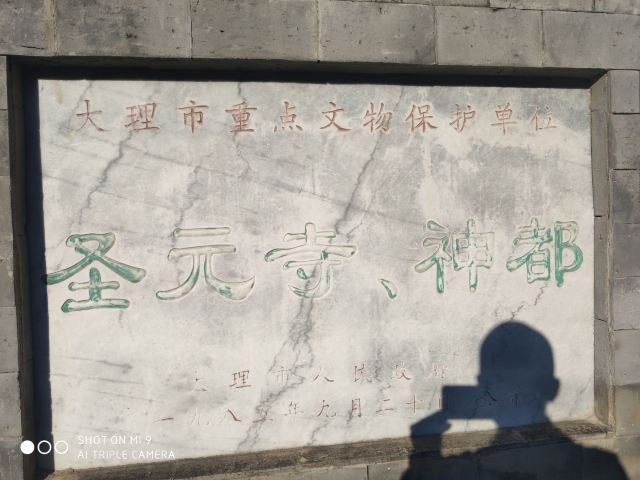 大理市重点文物保护单位
圣元寺、神都
大理市人民政府
一九八五年九月二十
SHOT ON MI 9
AI TRIPLE CAMERA